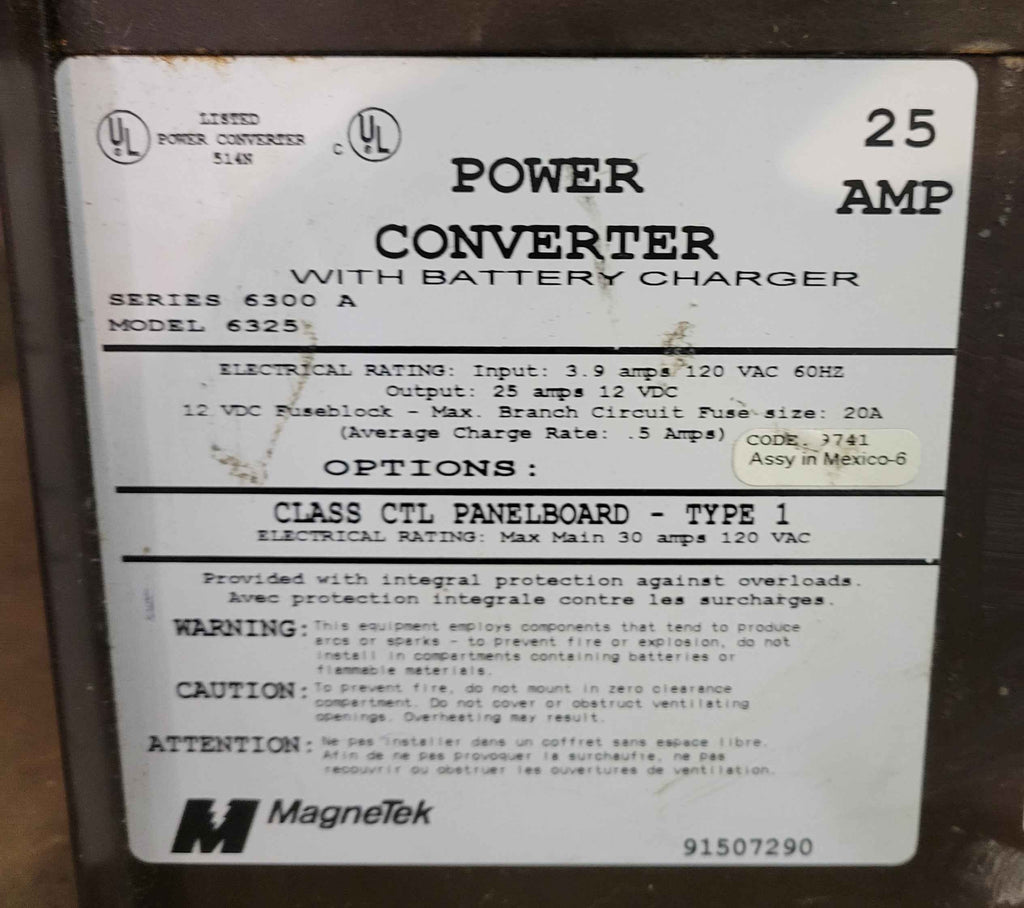 LISTED
POWER CONVERTER
514N
UL
C UL
25
AMP
POWER
CONVERTER
WITH BATTERY CHARGER
SERIES 6300 A
MODEL 6325
ELECTRICAL RATING: Input: 3.9 amps 120 VAC 60HZ
Output: 25 amps 12 VDC
12 VDC Fuseblock - Max. Branch Circuit Fuse size: 20A
(Average Charge Rate: .5 Amps)
CODE. 9741
Assy in Mexico-6
OPTIONS:
CLASS CTL PANELBOARD - TYPE 1
ELECTRICAL RATING: Max Main 30 amps 120 VAC
Provided with integral protection against overloads.
Avec protection integrale contre les surcharges.
WARNING: This equipment employs components that tend to produce
arcs or sparks - to prevent fire or explosion, do not
install in compartments containing batteries or
flammable materials.
CAUTION: To prevent fire, do not mount in zero clearance
compartment. Do not cover or obstruct ventilating
openings. Overheating may result.
ATTENTION: Ne pas installer dans un coffret sans espace libre.
Afin de ne pas provoquer la surchaufie, ne pas
recouvrir ou obstruer les ouvertures de ventilation.
MagneTek
91507290